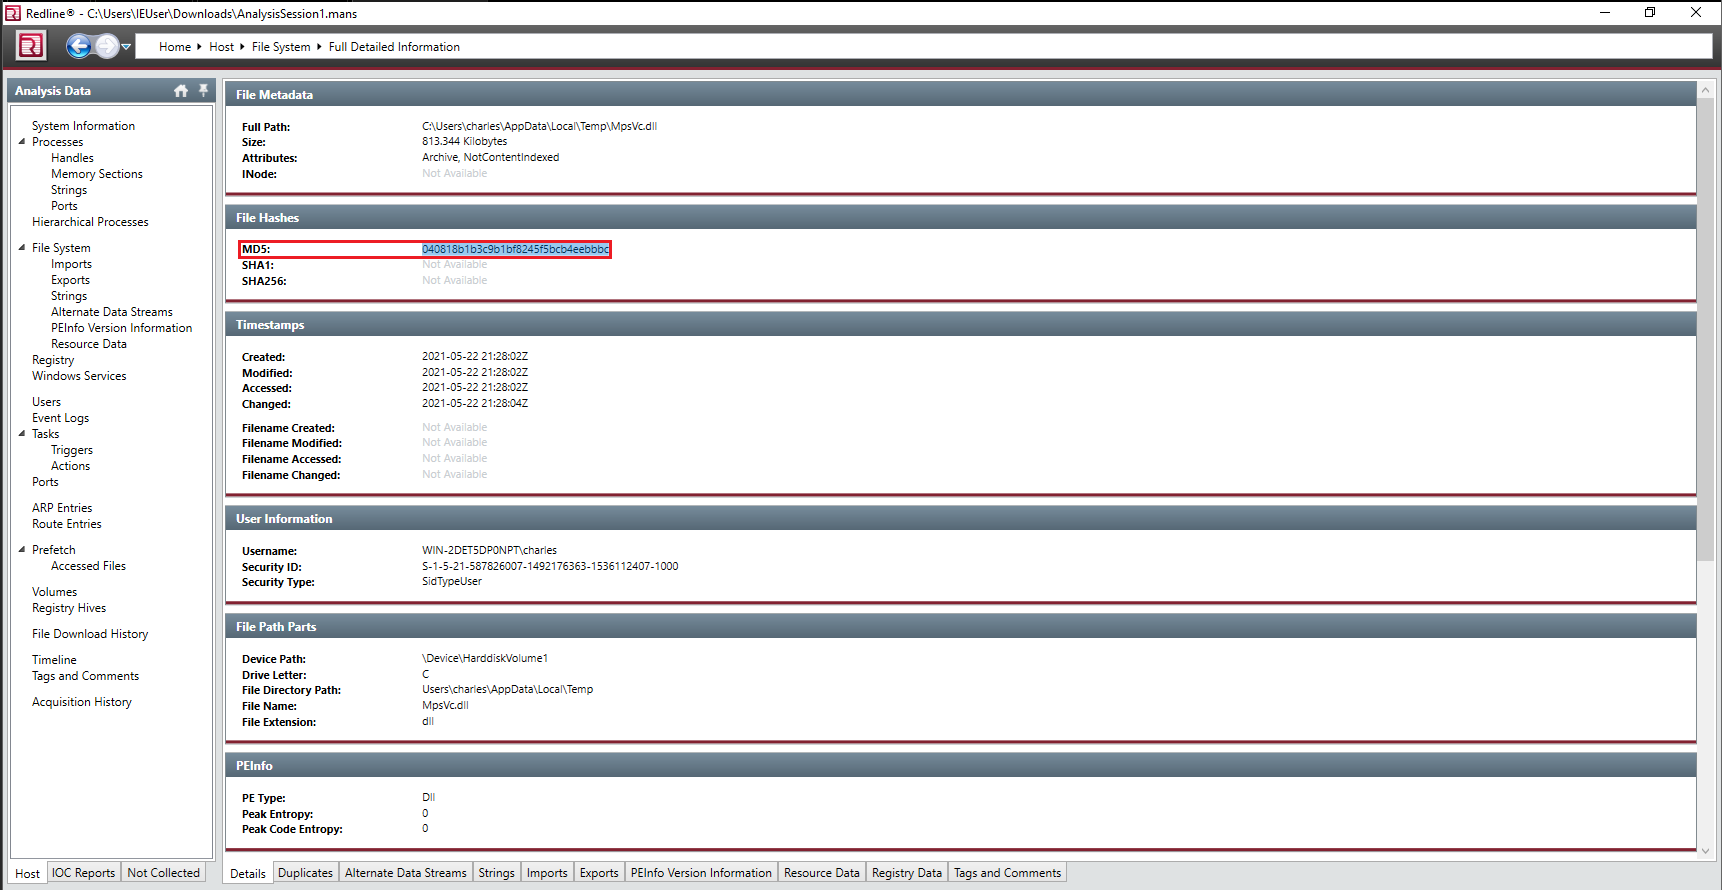 Redline® - C:\Users\IEUser\Downloads\AnalysisSession1.mans
Home Host File System Full Detailed Information
Analysis Data
System Information
Processes
Handles
Memory Sections
Strings
Ports
Hierarchical Processes
File System
Imports
Exports
Strings
Alternate Data Streams
PEInfo Version Information
Resource Data
Registry
Windows Services
Users
Event Logs
Tasks
Triggers
Actions
Ports
ARP Entries
Route Entries
Prefetch
Accessed Files
Volumes
Registry Hives
File Download History
Timeline
Tags and Comments
Acquisition History
Host IOC Reports Not Collected
File Metadata
Full Path: C:\Users\charles\AppData\Local\Temp\MpsVc.dll
Size: 813.344 Kilobytes
Attributes: Archive, NotContentIndexed
INode: Not Available
File Hashes
MD5: 040818b1b3c9b1bf8245f5bcb4eebbbc
SHA1: Not Available
SHA256: Not Available
Timestamps
Created: 2021-05-22 21:28:02Z
Modified: 2021-05-22 21:28:02Z
Accessed: 2021-05-22 21:28:02Z
Changed: 2021-05-22 21:28:04Z
Filename Created: Not Available
Filename Modified: Not Available
Filename Accessed: Not Available
Filename Changed: Not Available
User Information
Username: WIN-2DET5DP0NPT\charles
Security ID: S-1-5-21-587826007-1492176363-1536112407-1000
Security Type: SidTypeUser
File Path Parts
Device Path: \Device\HarddiskVolume1
Drive Letter: C
File Directory Path: Users\charles\AppData\Local\Temp
File Name: MpsVc.dll
File Extension: dll
PEInfo
PE Type: Dll
Peak Entropy: 0
Peak Code Entropy: 0
Details Duplicates Alternate Data Streams Strings Imports Exports PEInfo Version Information Resource Data Registry Data Tags and Comments